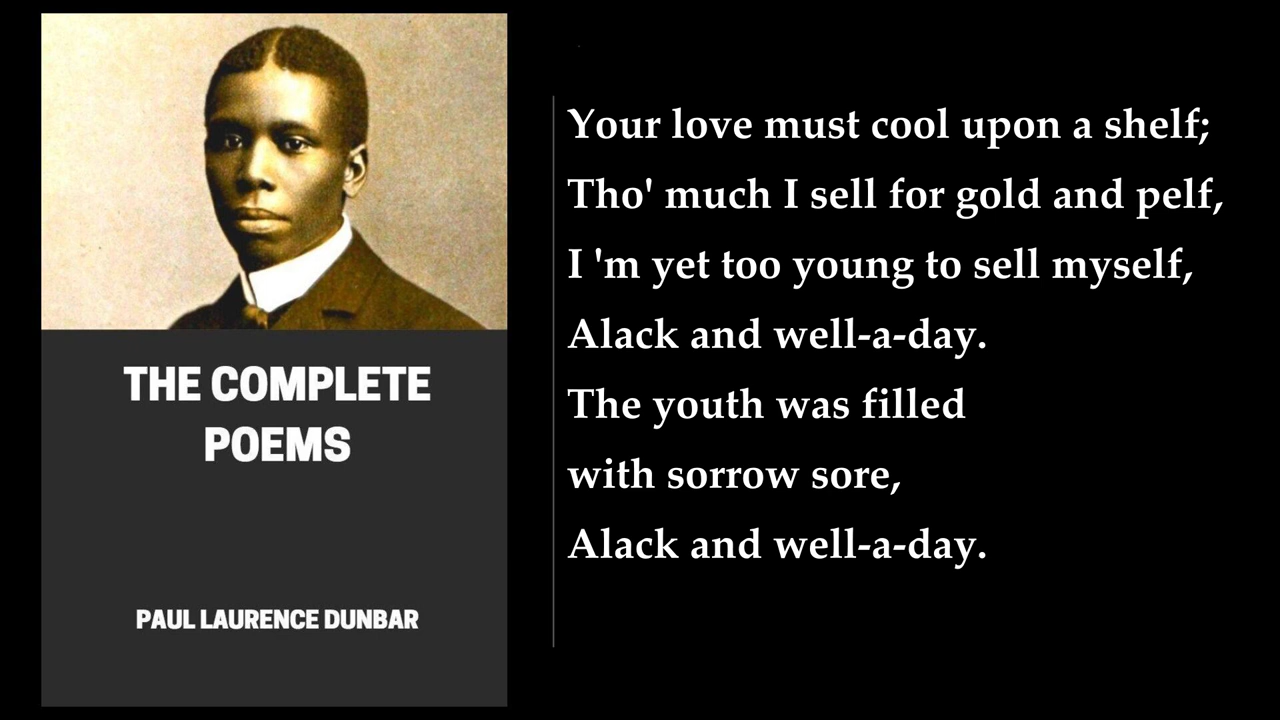 THE COMPLETE
POEMS
PAUL LAURENCE DUNBAR
Your love must cool upon a shelf;
Tho' much I sell for gold and pelf,
I 'm yet too young to sell myself,
Alack and well-a-day.
The youth was filled
with sorrow sore,
Alack and well-a-day.